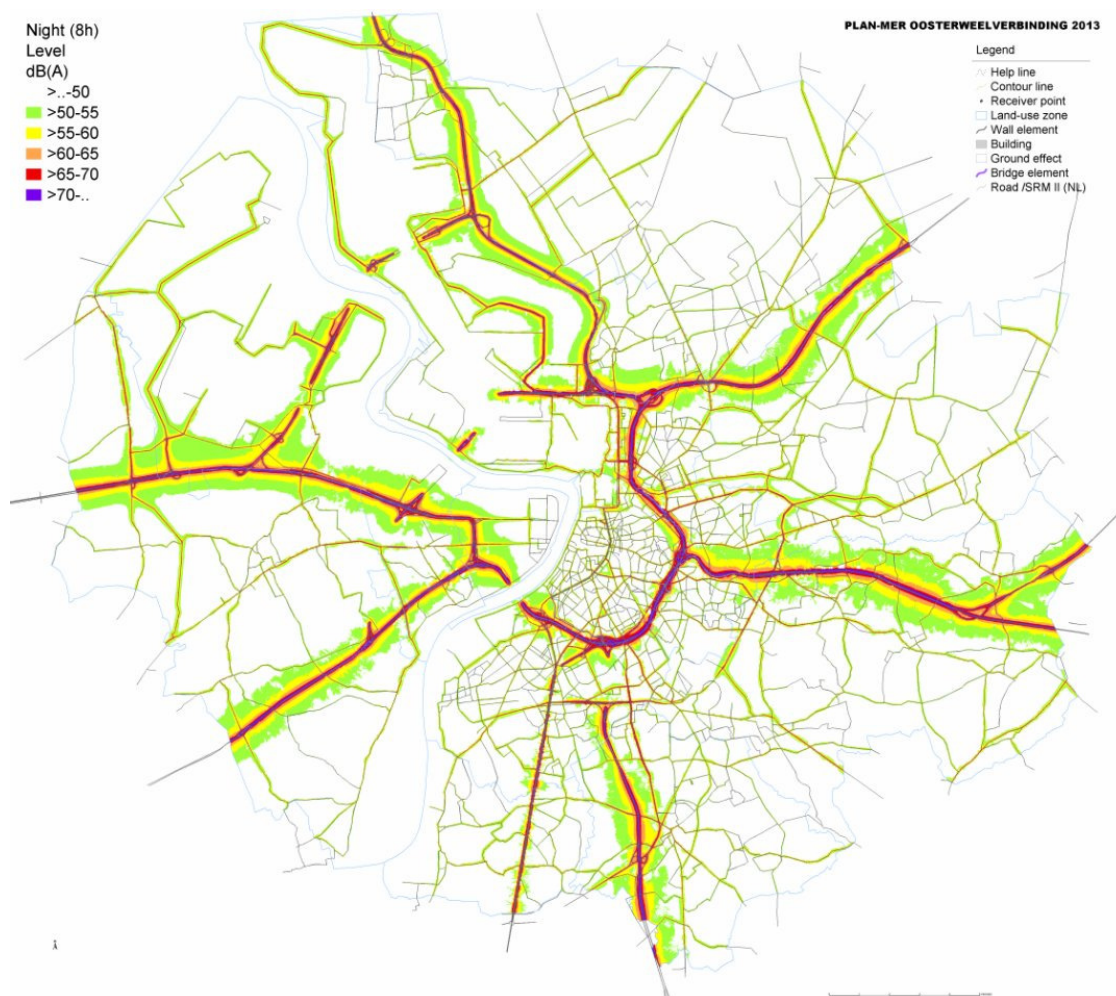 Night (8h)
Level
dB(A)
>..-50
>50-55
>55-60
>60-65
>65-70
>70-..
PLAN-MER OOSTERWEELVERBINDING 2013
Legend
Help line
Contour line
Receiver point
Land-use zone
Wall element
Building
Ground effect
Bridge element
Road /SRM II (NL)